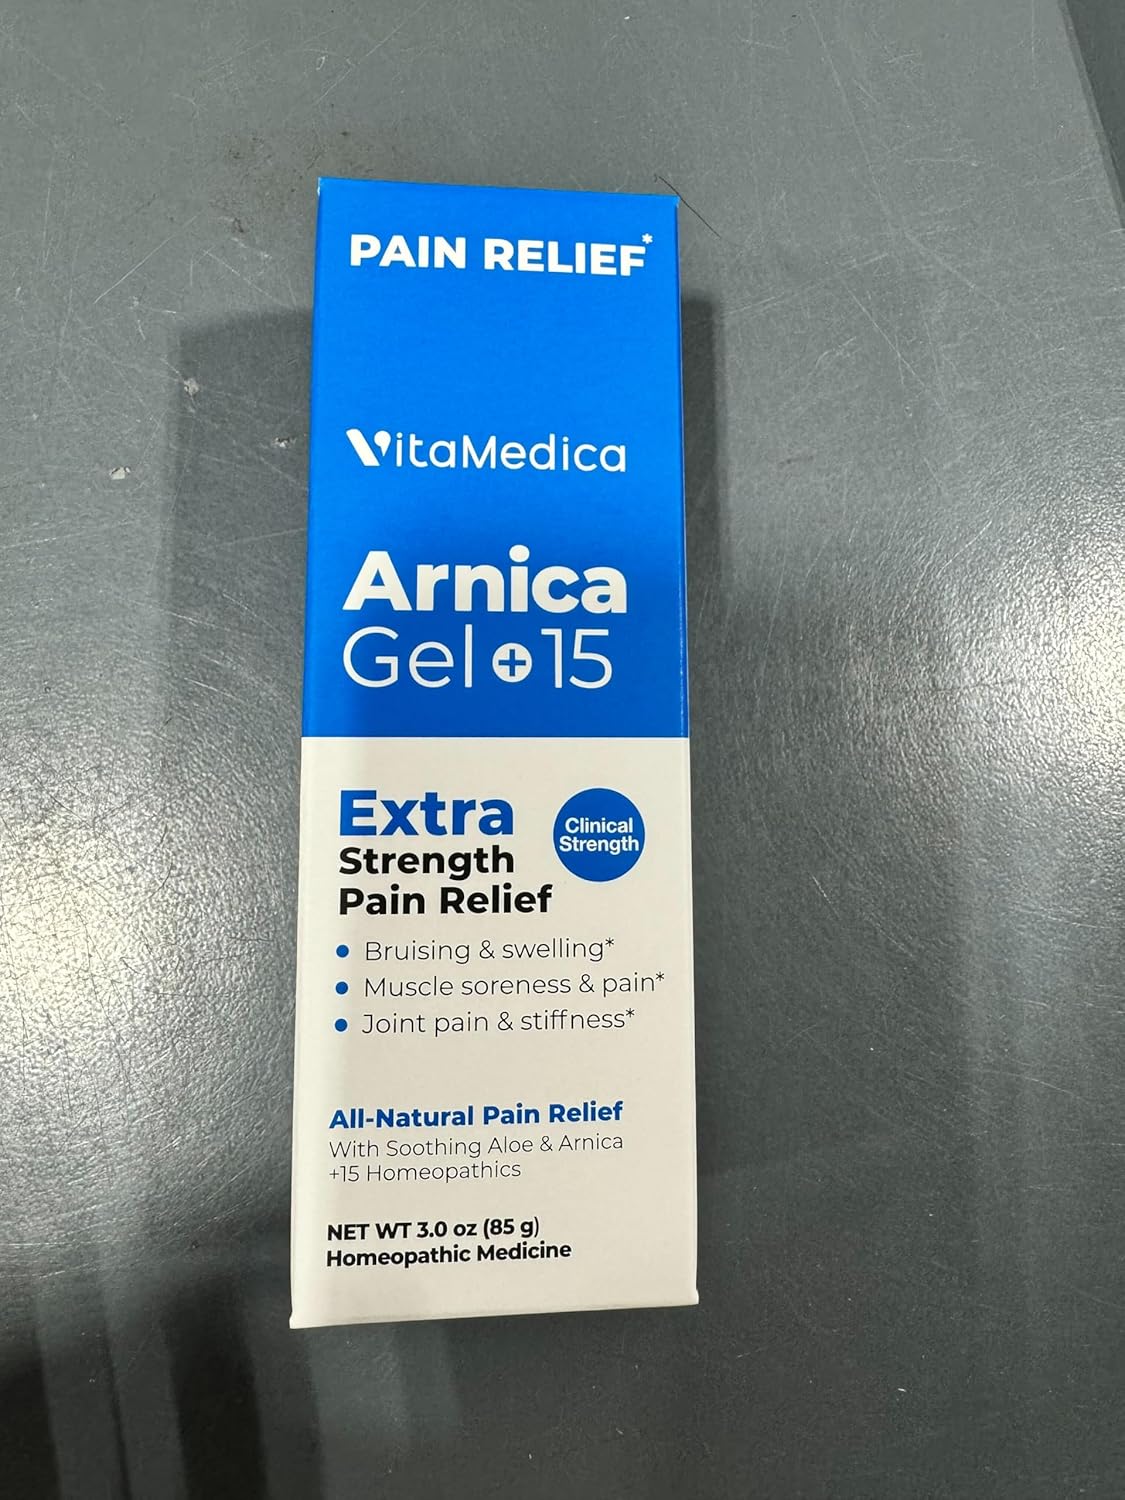 PAIN RELIEF*
VitaMedica
Arnica
Gel + 15
Extra
Strength
Pain Relief
Clinical
Strength
• Bruising & swelling*
• Muscle soreness & pain*
• Joint pain & stiffness*
All-Natural Pain Relief
With Soothing Aloe & Arnica
+15 Homeopathics
NET WT 3.0 oz (85 g)
Homeopathic Medicine